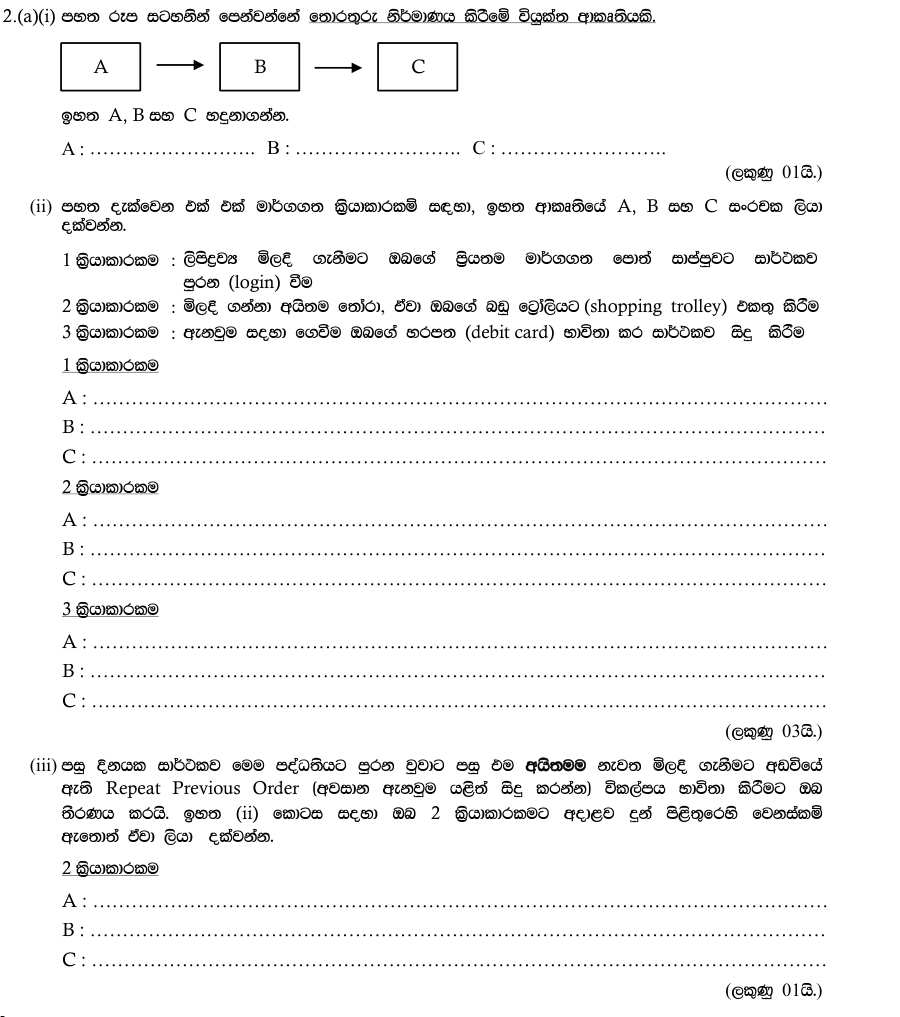 2.(a)(i) පහත රූප සටහනින් පෙන්වන්නේ තොරතුරු නිර්මාණය කිරීමේ වියුක්ත ආකෘතියකි.
A B C
ඉහත A, B සහ C හඳුනාගන්න.
A : ............................ B : ............................ C : ............................
(ලකුණු 01යි.)
(ii) පහත දැක්වෙන එක් එක් මාර්ගගත ක්‍රියාකාරකම් සඳහා, ඉහත ආකෘතියේ A, B සහ C සංරචක ලියා
දක්වන්න.
1 ක්‍රියාකාරකම : ලිපිද්‍රව්‍ය මිලදී ගැනීමට ඔබගේ ප්‍රියතම මාර්ගගත පොත් සාප්පුවට සාර්ථකව
පුරන (login) වීම
2 ක්‍රියාකාරකම : මිලදී ගන්නා අයිතම තෝරා, ඒවා ඔබගේ බඩු ට්‍රෝලියට (shopping trolley) එකතු කිරීම
3 ක්‍රියාකාරකම : ඇනවුම සඳහා ගෙවීම ඔබගේ හරපත (debit card) භාවිතා කර සාර්ථකව සිදු කිරීම
1 ක්‍රියාකාරකම
A : ................................................................................
B : ................................................................................
C : ................................................................................
2 ක්‍රියාකාරකම
A : ................................................................................
B : ................................................................................
C : ................................................................................
3 ක්‍රියාකාරකම
A : ................................................................................
B : ................................................................................
C : ................................................................................
(ලකුණු 03යි.)
(iii) පසු දිනයක සාර්ථකව මෙම පද්ධතියට පුරන වූවාට පසු එම අයිතමම නැවත මිලදී ගැනීමට අඩවියේ
ඇති Repeat Previous Order (අවසාන ඇනවුම යළිත් සිදු කරන්න) විකල්පය භාවිතා කිරීමට ඔබ
තීරණය කරයි. ඉහත (ii) කොටස සඳහා ඔබ 2 ක්‍රියාකාරකමට අදාළව දුන් පිළිතුරෙහි වෙනස්කම්
ඇතොත් ඒවා ලියා දක්වන්න.
2 ක්‍රියාකාරකම
A : ................................................................................
B : ................................................................................
C : ................................................................................
(ලකුණු 01යි.)